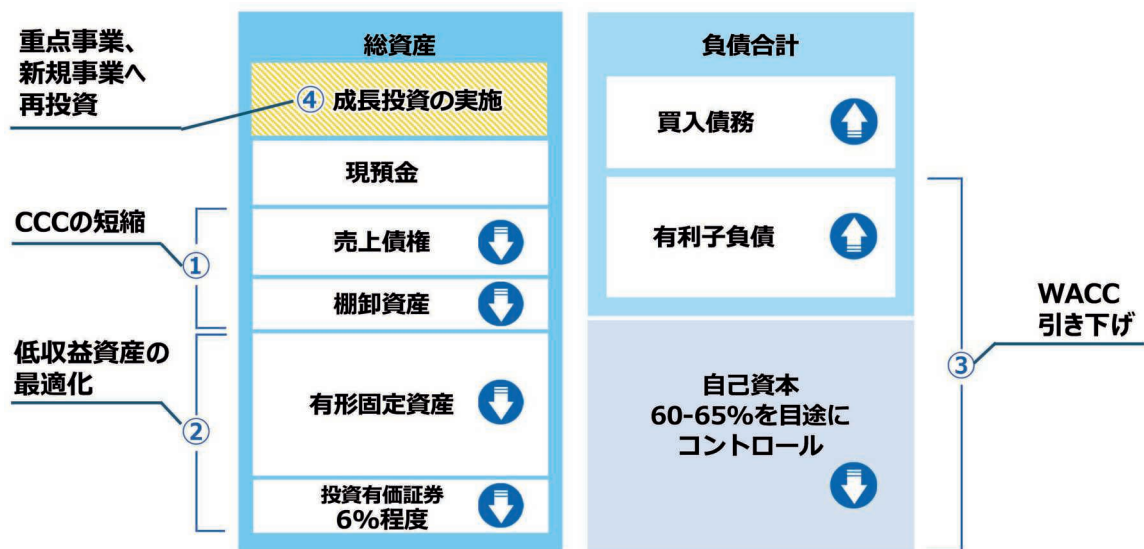 重点事業、
新規事業へ
再投資
CCCの短縮
①
低収益資産の
最適化
②
総資産
④ 成長投資の実施
現預金
売上債権
棚卸資産
有形固定資産
投資有価証券
6%程度
負債合計
買入債務
有利子負債
自己資本
60-65%を目途に
コントロール
③
WACC
引き下げ